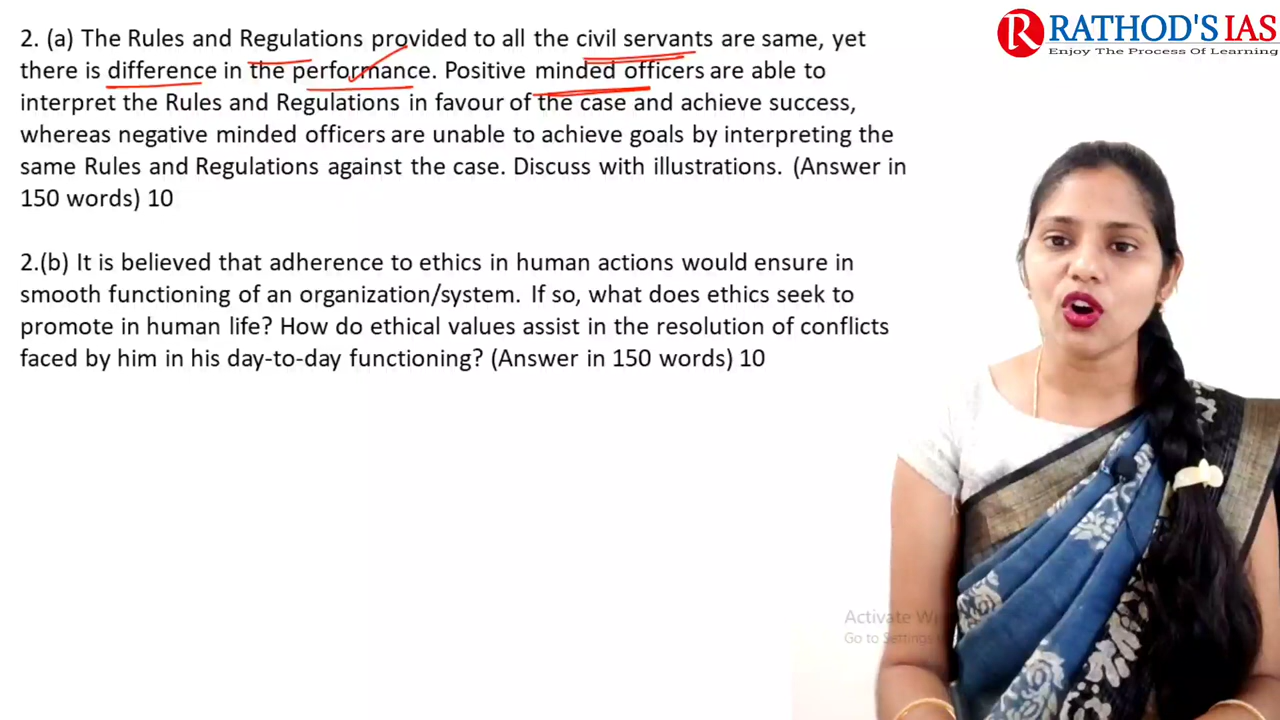 RATHOD'S IAS
Enjoy The Process Of Learning
2. (a) The Rules and Regulations provided to all the civil servants are same, yet
there is difference in the performance. Positive minded officers are able to
interpret the Rules and Regulations in favour of the case and achieve success,
whereas negative minded officers are unable to achieve goals by interpreting the
same Rules and Regulations against the case. Discuss with illustrations. (Answer in
150 words) 10
2.(b) It is believed that adherence to ethics in human actions would ensure in
smooth functioning of an organization/system. If so, what does ethics seek to
promote in human life? How do ethical values assist in the resolution of conflicts
faced by him in his day-to-day functioning? (Answer in 150 words) 10
Activate
Go to Settings